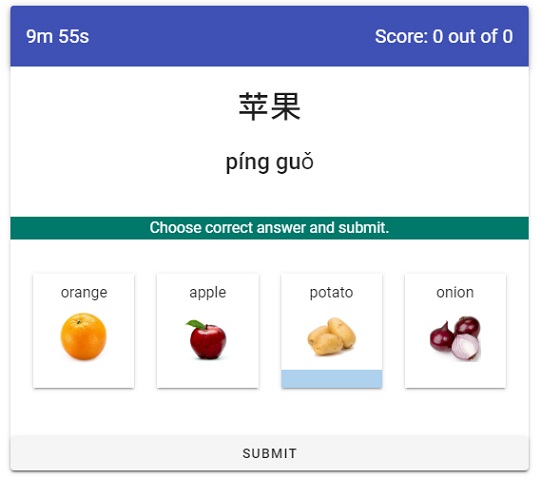 9m 55s Score: 0 out of 0
苹果
píng guǒ
Choose correct answer and submit.
orange apple potato onion
SUBMIT